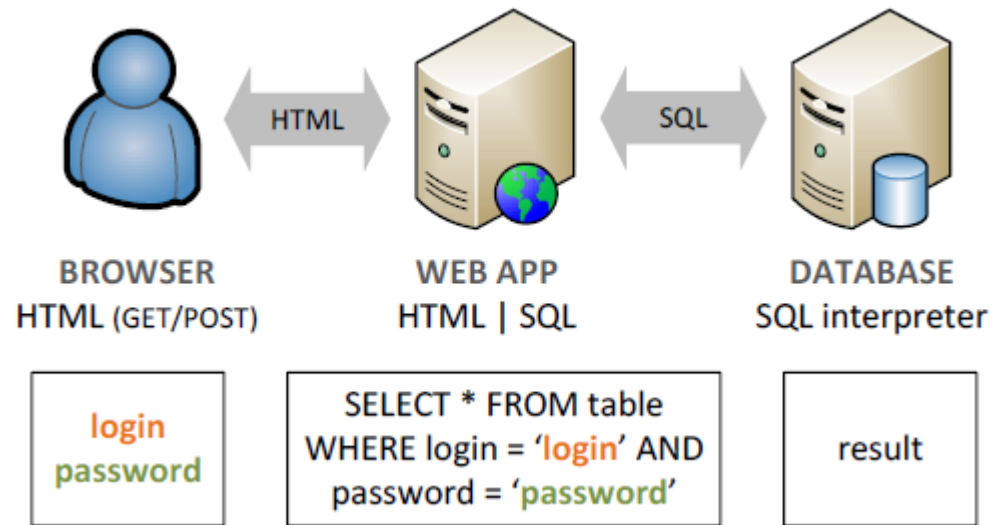 HTML
SQL
BROWSER
HTML (GET/POST)
WEB APP
HTML | SQL
DATABASE
SQL interpreter
login
password
SELECT * FROM table
WHERE login = ‘login’ AND
password = ‘password’
result